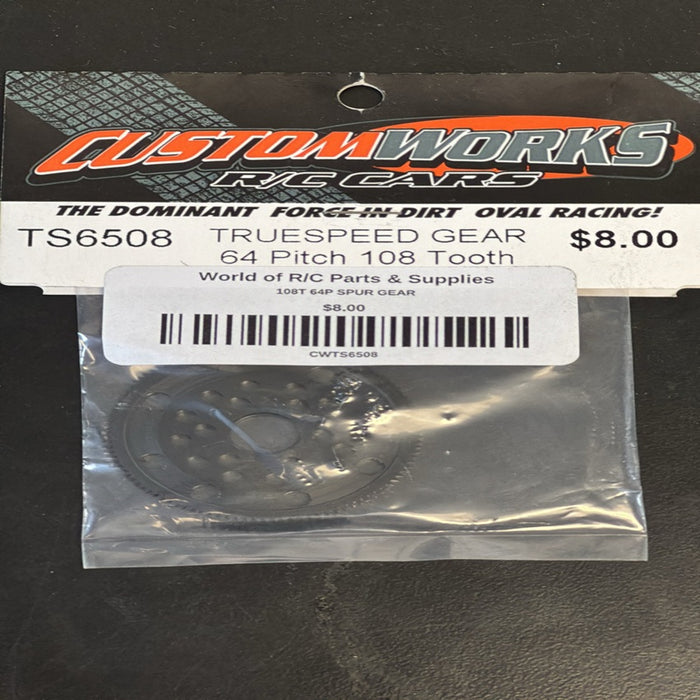 CUSTOMWORKS
R/C CARS
THE DOMINANT FORCE IN DIRT OVAL RACING!
TS6508 TRUESPEED GEAR $8.00
64 Pitch 108 Tooth
World of R/C Parts & Supplies
108T 64P SPUR GEAR
$8.00
CWTS6508